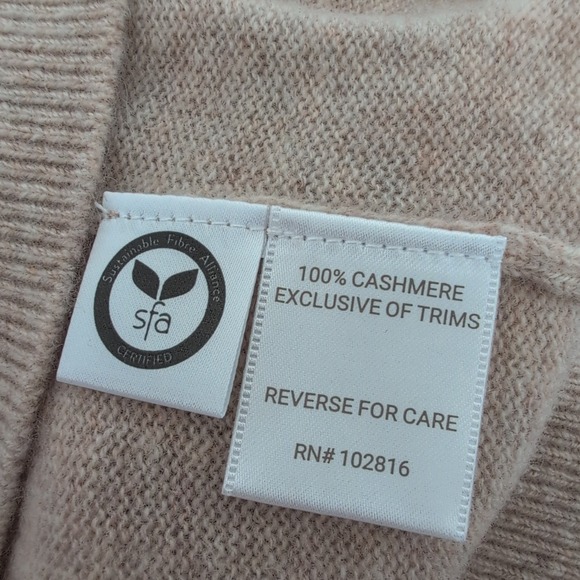 Sustainable Fibre Alliance
sfa
CERTIFIED
100% CASHMERE
EXCLUSIVE OF TRIMS
REVERSE FOR CARE
RN# 102816